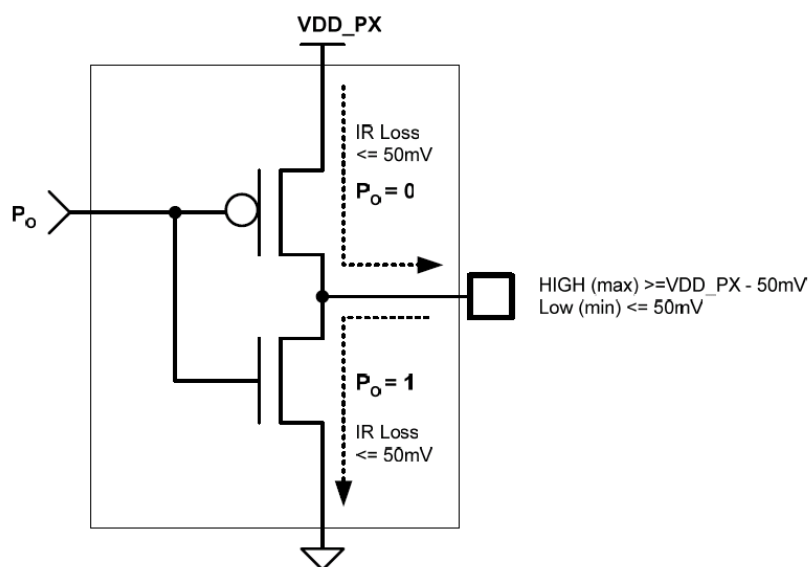 VDD_PX
IR Loss
<= 50mV
Po = 0
Po
HIGH (max) >=VDD_PX - 50mV
Low (min) <= 50mV
Po = 1
IR Loss
<= 50mV